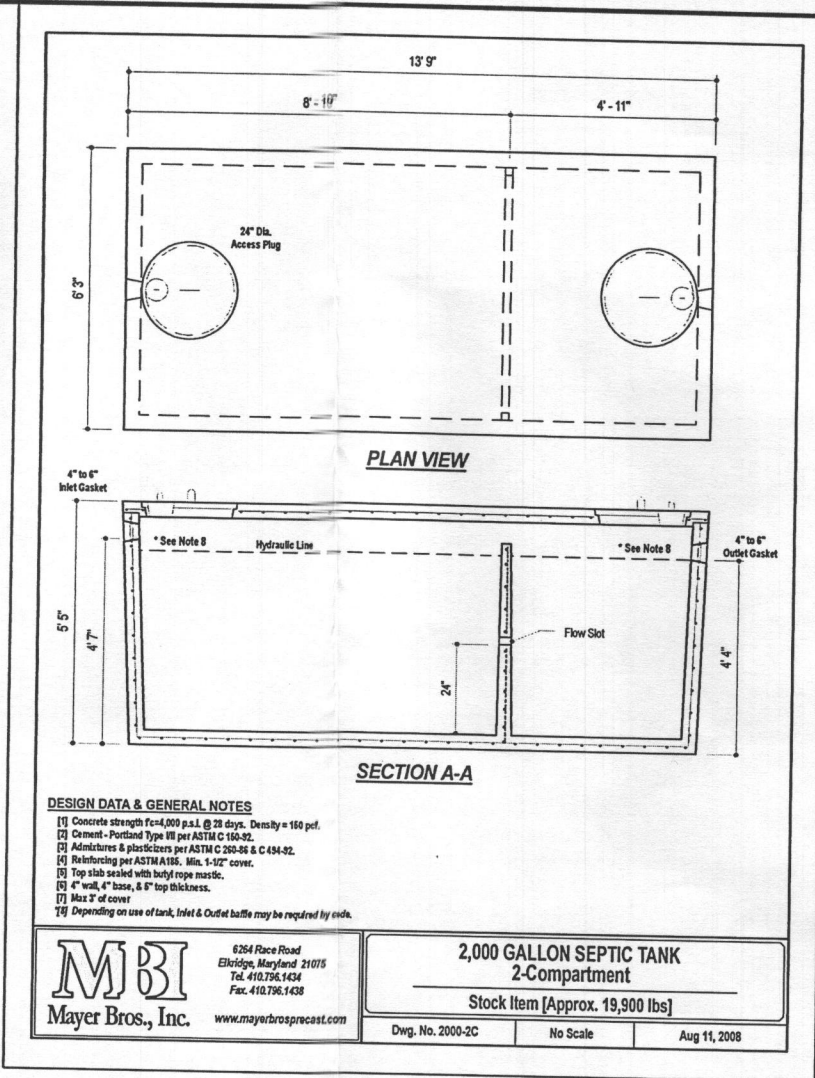 13' 9"
8' - 10"
4' - 11"
24" Dia.
Access Plug
6' 3"
PLAN VIEW
4" to 6"
Inlet Gasket
* See Note 8
Hydraulic Line
* See Note 8
4" to 6"
Outlet Gasket
5' 5"
4' 7"
Flow Slot
24"
4' 4"
SECTION A-A
DESIGN DATA & GENERAL NOTES
[1] Concrete strength f'c=4,000 p.s.i. @ 28 days. Density = 150 pcf.
[2] Cement - Portland Type I/II per ASTM C 150-92.
[3] Admixtures & plasticizers per ASTM C 260-86 & C 494-92.
[4] Reinforcing per ASTM A185. Min. 1-1/2" cover.
[5] Top slab sealed with butyl rope mastic.
[6] 4" wall, 4" base, & 5" top thickness.
[7] Max 3' of cover
*[8] Depending on use of tank, Inlet & Outlet baffle may be required by code.
MBI
Mayer Bros., Inc.
6264 Race Road
Elkridge, Maryland 21075
Tel. 410.796.1434
Fax. 410.796.1438
www.mayerbrosprecast.com
2,000 GALLON SEPTIC TANK
2-Compartment
Stock Item [Approx. 19,900 lbs]
Dwg. No. 2000-2C
No Scale
Aug 11, 2008